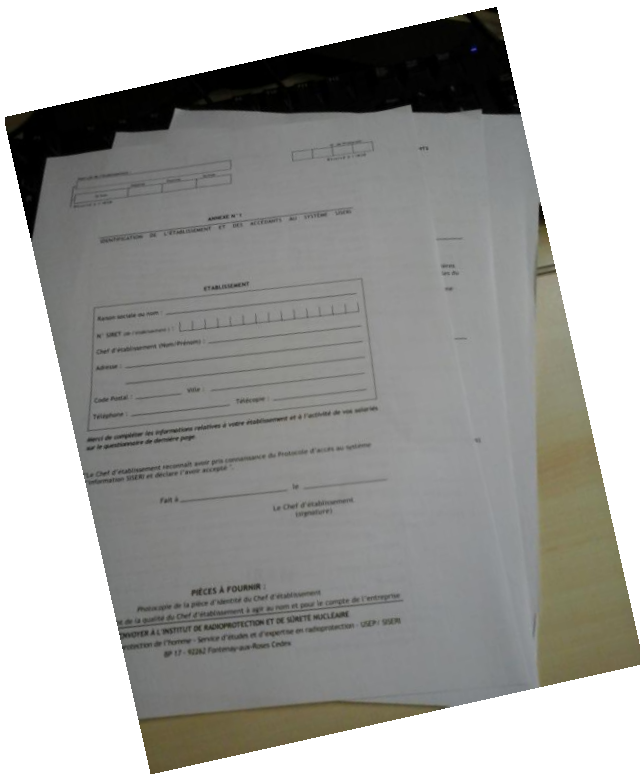 ANNEXE N°1
IDENTIFICATION DE L'ÉTABLISSEMENT ET DES ACCÉDANTS AU SYSTÈME SISERI
ETABLISSEMENT
Raison sociale ou nom :
N° SIRET (de l'établissement) :
Chef d'établissement (Nom/Prénom) :
Adresse :
Code Postal : Ville :
Téléphone : Télécopie :
Merci de compléter les informations relatives à votre établissement et à l'activité de vos salariés
sur le questionnaire de dernière page.
"Le Chef d'établissement reconnait avoir pris connaissance du Protocole d'accès au système
information SISERI et déclare l'avoir accepté".
Fait à le
Le Chef d'établissement
(signature)
PIÈCES À FOURNIR :
Photocopie de la pièce d'identité du Chef d'établissement
de la qualité du Chef d'établissement à agir au nom et pour le compte de l'entreprise
ENVOYER À L'INSTITUT DE RADIOPROTECTION ET DE SÛRETÉ NUCLÉAIRE
rotection de l'homme - Service d'études et d'expertise en radioprotection - USEP/ SISERI
BP 17 - 92262 Fontenay-aux-Roses Cedex